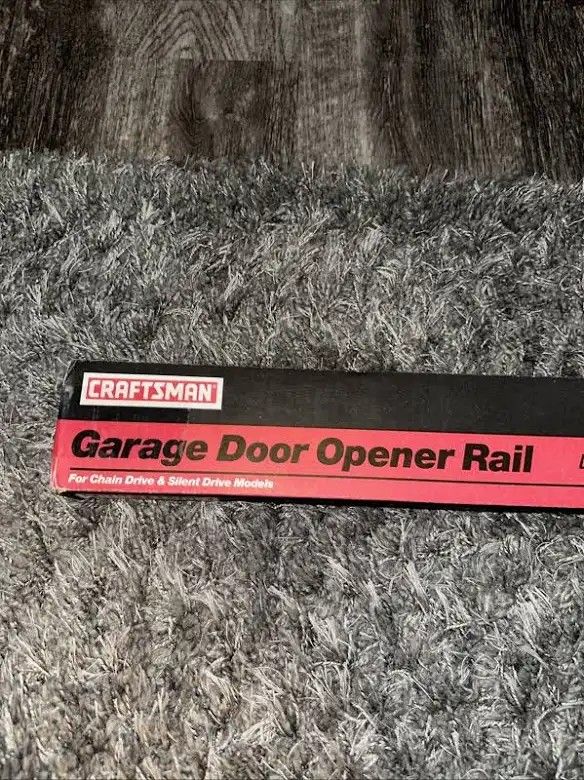 CRAFTSMAN
Garage Door Opener Rail
For Chain Drive & Silent Drive Models